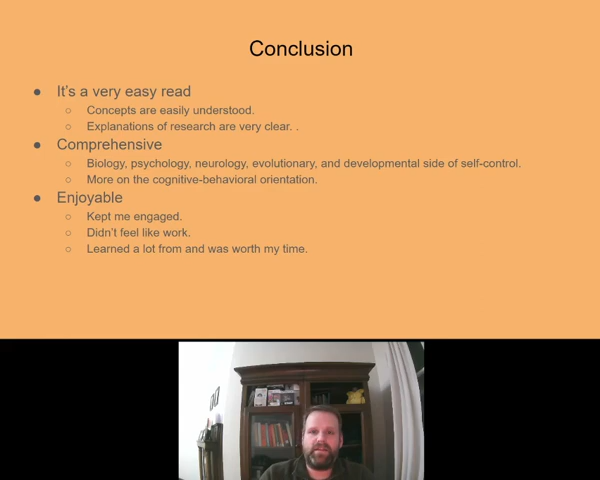 Conclusion
● It's a very easy read
○ Concepts are easily understood.
○ Explanations of research are very clear. .
● Comprehensive
○ Biology, psychology, neurology, evolutionary, and developmental side of self-control.
○ More on the cognitive-behavioral orientation.
● Enjoyable
○ Kept me engaged.
○ Didn't feel like work.
○ Learned a lot from and was worth my time.